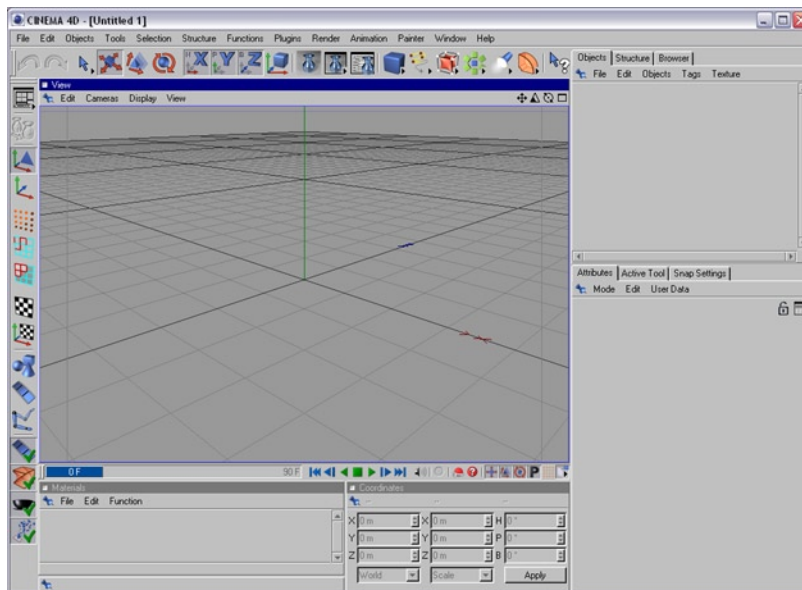 CINEMA 4D - [Untitled 1]
File Edit Objects Tools Selection Structure Functions Plugins Render Animation Painter Window Help
X Y Z
Objects Structure Browser
File Edit Objects Tags Texture
View
Edit Cameras Display View
Attributes Active Tool Snap Settings
Mode Edit User Data
0 F 90 F P
Materials
File Edit Function
Coordinates
-- -- --
X 0 m X 0 m H 0 °
Y 0 m Y 0 m P 0 °
Z 0 m Z 0 m B 0 °
World Scale Apply